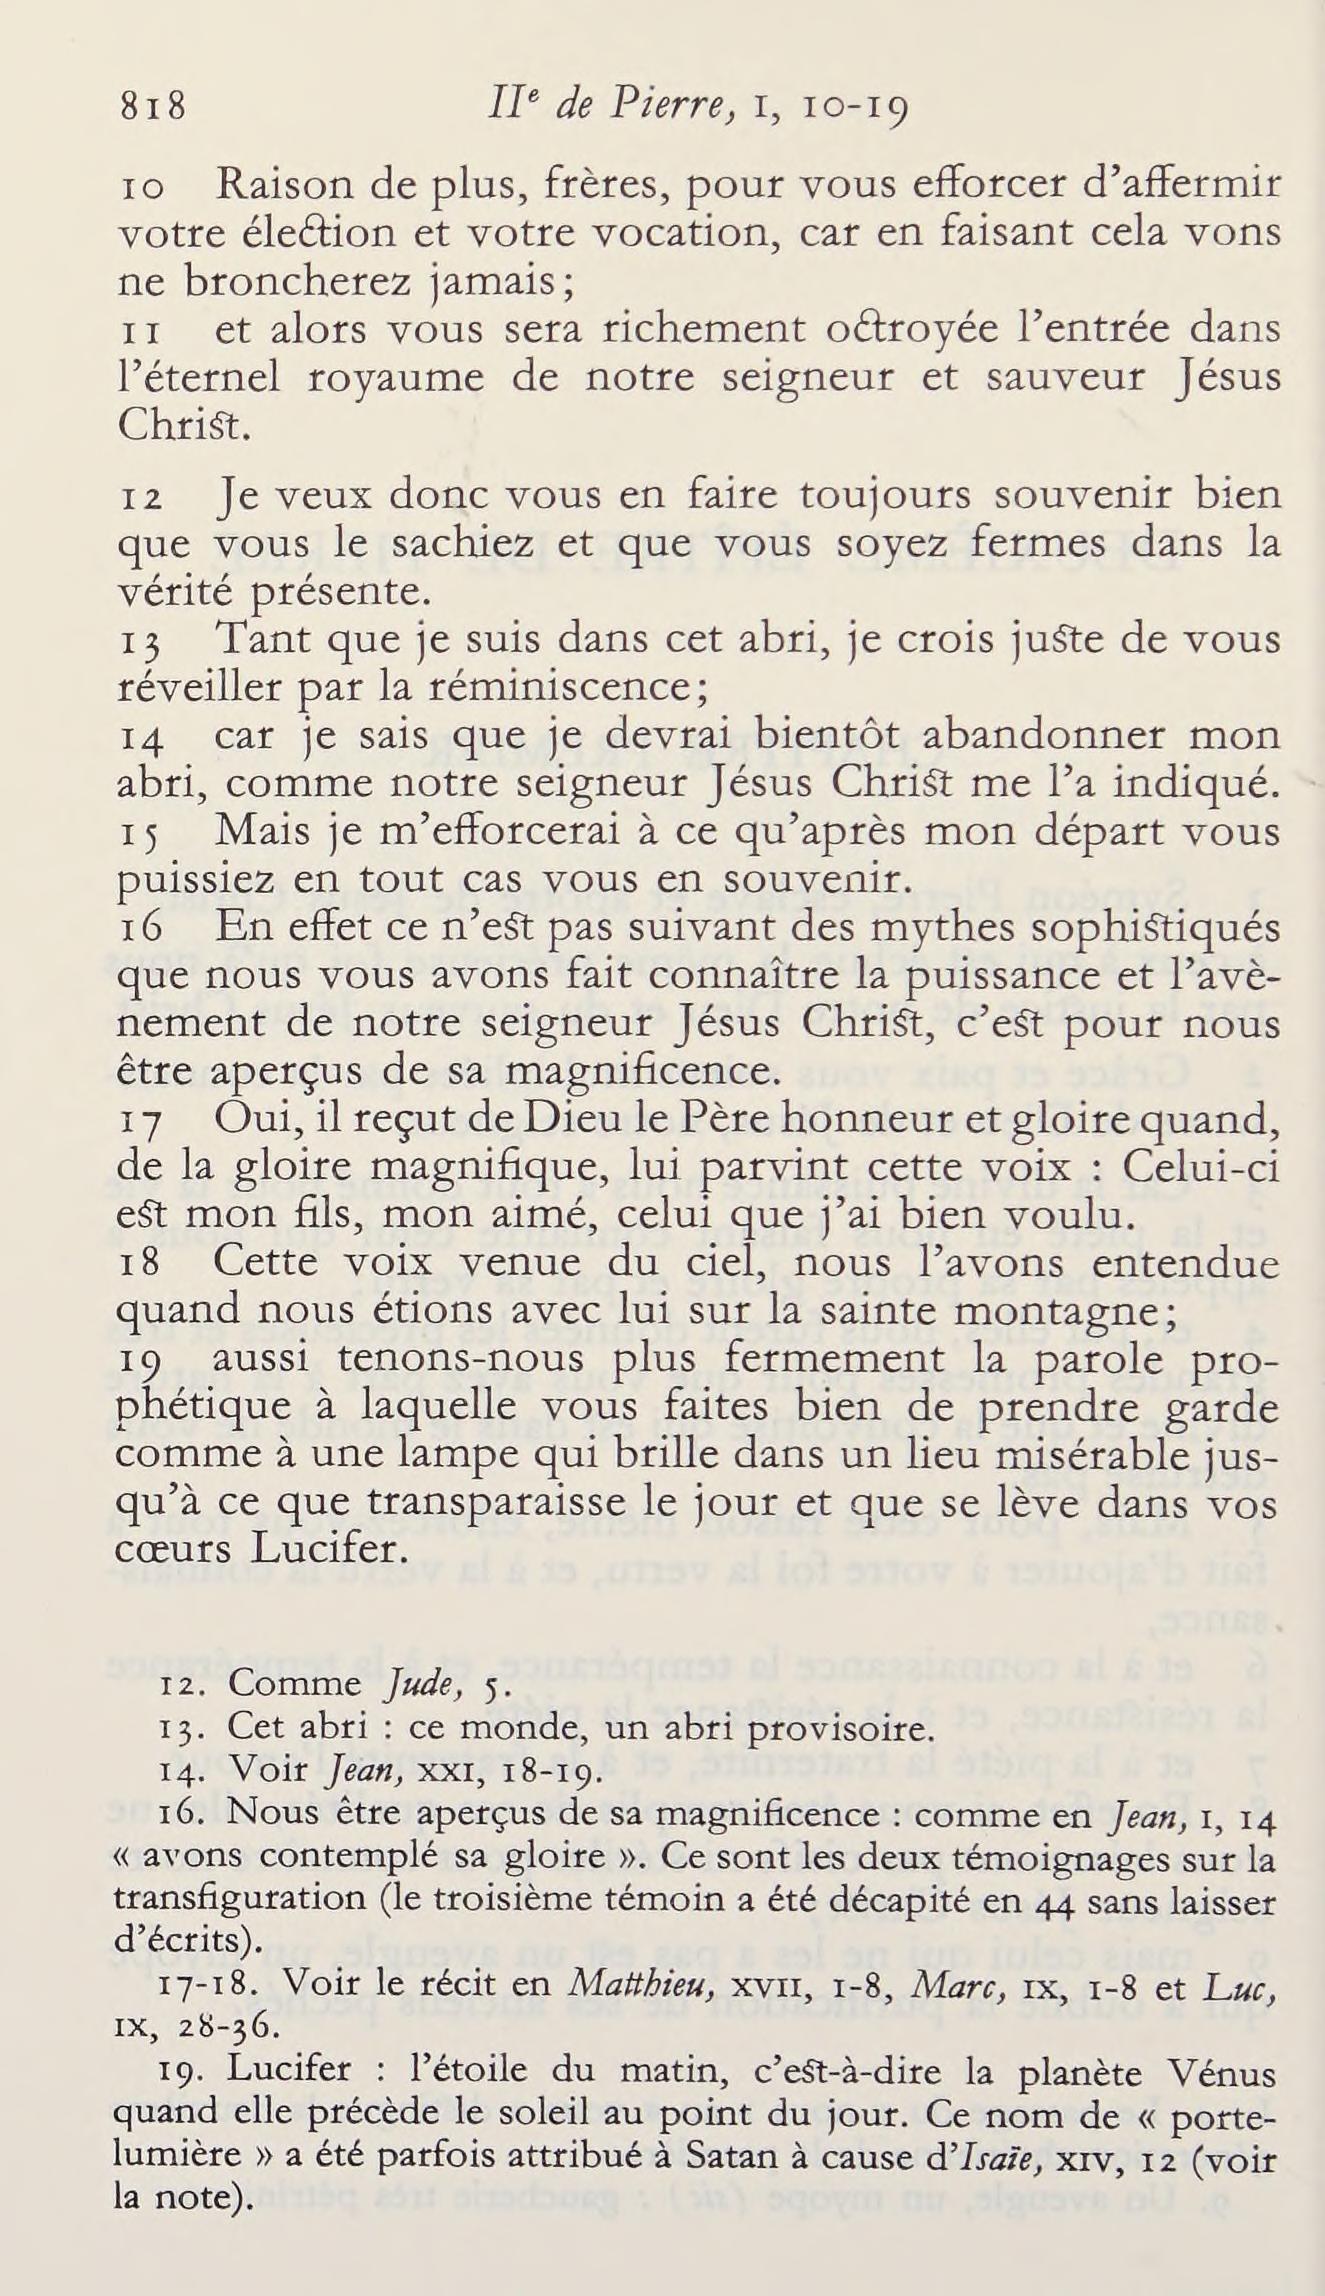 818 IIe de Pierre, I, 10-19
10 Raison de plus, frères, pour vous efforcer d’affermir
votre élection et votre vocation, car en faisant cela vons
ne broncherez jamais ;
11 et alors vous sera richement octroyée l’entrée dans
l’éternel royaume de notre seigneur et sauveur Jésus
Christ.
12 Je veux donc vous en faire toujours souvenir bien
que vous le sachiez et que vous soyez fermes dans la
vérité présente.
13 Tant que je suis dans cet abri, je crois juste de vous
réveiller par la réminiscence ;
14 car je sais que je devrai bientôt abandonner mon
abri, comme notre seigneur Jésus Christ me l’a indiqué.
15 Mais je m’efforcerai à ce qu’après mon départ vous
puissiez en tout cas vous en souvenir.
16 En effet ce n’est pas suivant des mythes sophistiqués
que nous vous avons fait connaître la puissance et l’avè-
nement de notre seigneur Jésus Christ, c’est pour nous
être aperçus de sa magnificence.
17 Oui, il reçut de Dieu le Père honneur et gloire quand,
de la gloire magnifique, lui parvint cette voix : Celui-ci
est mon fils, mon aimé, celui que j’ai bien voulu.
18 Cette voix venue du ciel, nous l’avons entendue
quand nous étions avec lui sur la sainte montagne ;
19 aussi tenons-nous plus fermement la parole pro-
phétique à laquelle vous faites bien de prendre garde
comme à une lampe qui brille dans un lieu misérable jus-
qu’à ce que transparaisse le jour et que se lève dans vos
cœurs Lucifer.
12. Comme Jude, 5.
13. Cet abri : ce monde, un abri provisoire.
14. Voir Jean, XXI, 18-19.
16. Nous être aperçus de sa magnificence : comme en Jean, I, 14
« avons contemplé sa gloire ». Ce sont les deux témoignages sur la
transfiguration (le troisième témoin a été décapité en 44 sans laisser
d’écrits).
17-18. Voir le récit en Matthieu, XVII, 1-8, Marc, IX, 1-8 et Luc,
IX, 28-36.
19. Lucifer : l’étoile du matin, c’est-à-dire la planète Vénus
quand elle précède le soleil au point du jour. Ce nom de « porte-
lumière » a été parfois attribué à Satan à cause d’Isaïe, XIV, 12 (voir
la note).